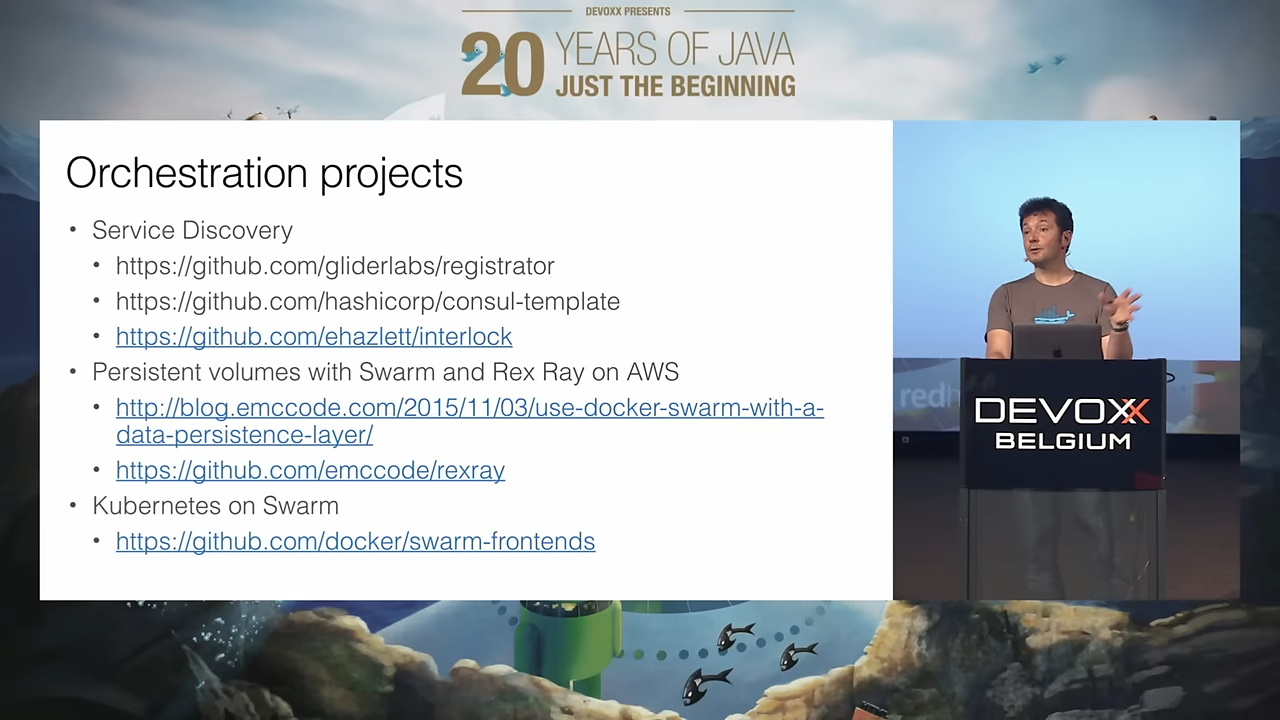 DEVOXX PRESENTS
20 YEARS OF JAVA
JUST THE BEGINNING
Orchestration projects
• Service Discovery
• https://github.com/gliderlabs/registrator
• https://github.com/hashicorp/consul-template
• https://github.com/ehazlett/interlock
• Persistent volumes with Swarm and Rex Ray on AWS
• http://blog.emccode.com/2015/11/03/use-docker-swarm-with-a-
data-persistence-layer/
• https://github.com/emccode/rexray
• Kubernetes on Swarm
• https://github.com/docker/swarm-frontends
DEVOXX
BELGIUM